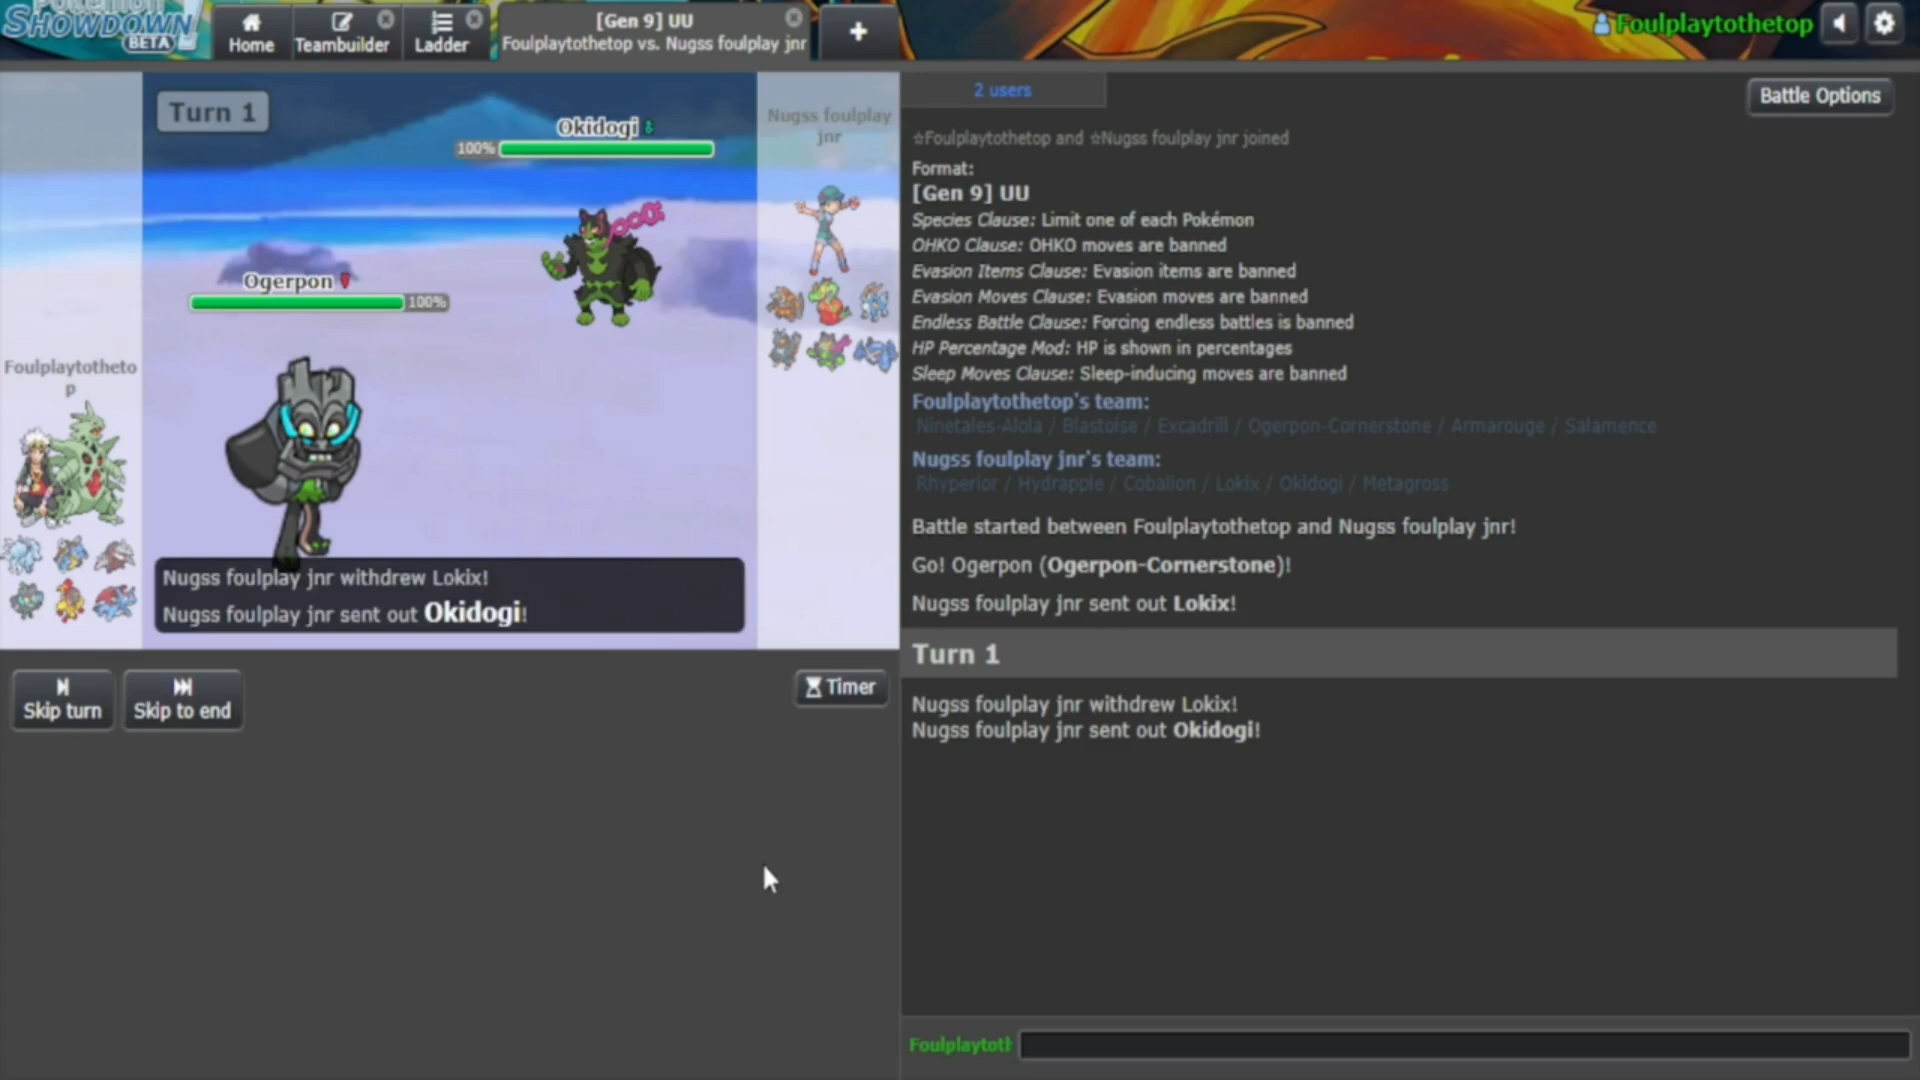 Pokémon
SHOWDOWN
BETA
Home
Teambuilder
Ladder
[Gen 9] UU
Foulplaytothetop vs. Nugss foulplay jnr
Foulplaytothetop
Turn 1
Okidogi
100%
Ogerpon
100%
Nugss foulplay
jnr
Foulplaytotheto
p
Nugss foulplay jnr withdrew Lokix!
Nugss foulplay jnr sent out Okidogi!
Skip turn
Skip to end
Timer
2 users
Battle Options
☆Foulplaytothetop and ☆Nugss foulplay jnr joined
Format:
[Gen 9] UU
Species Clause: Limit one of each Pokémon
OHKO Clause: OHKO moves are banned
Evasion Items Clause: Evasion items are banned
Evasion Moves Clause: Evasion moves are banned
Endless Battle Clause: Forcing endless battles is banned
HP Percentage Mod: HP is shown in percentages
Sleep Moves Clause: Sleep-inducing moves are banned
Foulplaytothetop's team:
Ninetales-Alola / Blastoise / Excadrill / Ogerpon-Cornerstone / Armarouge / Salamence
Nugss foulplay jnr's team:
Rhyperior / Hydrapple / Cobalion / Lokix / Okidogi / Metagross
Battle started between Foulplaytothetop and Nugss foulplay jnr!
Go! Ogerpon (Ogerpon-Cornerstone)!
Nugss foulplay jnr sent out Lokix!
Turn 1
Nugss foulplay jnr withdrew Lokix!
Nugss foulplay jnr sent out Okidogi!
Foulplaytoth